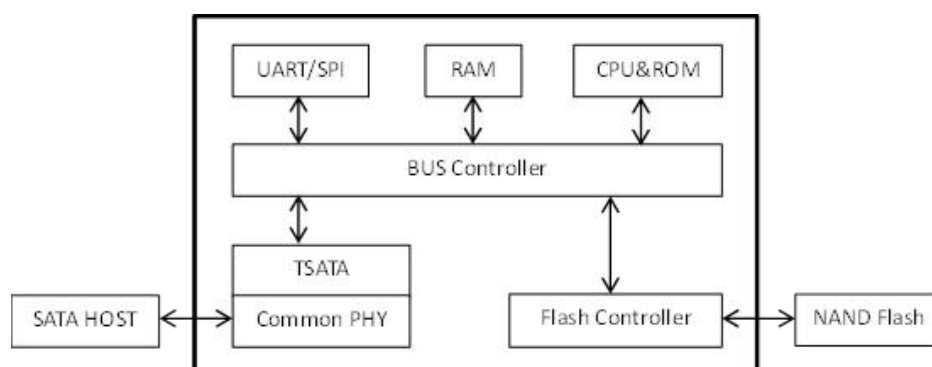 UART/SPI
RAM
CPU&ROM
BUS Controller
TSATA
SATA HOST
Common PHY
Flash Controller
NAND Flash